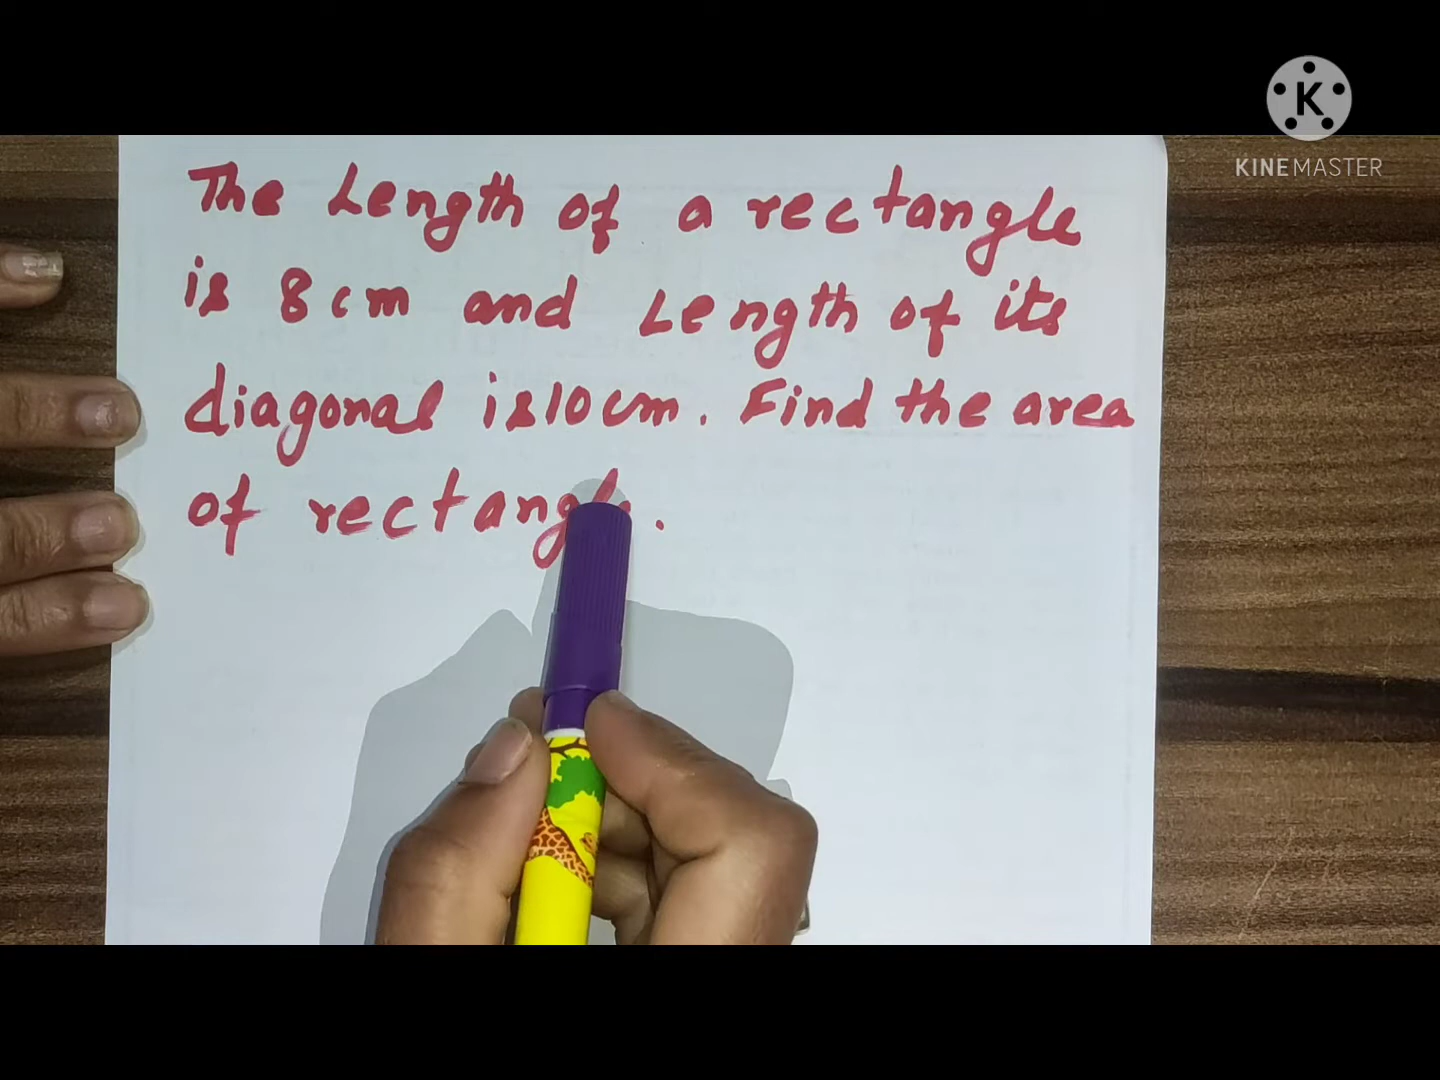 K
KINEMASTER
The Length of a rectangle
is 8 cm and Length of its
diagonal is 10 cm. Find the area
of rectangle.